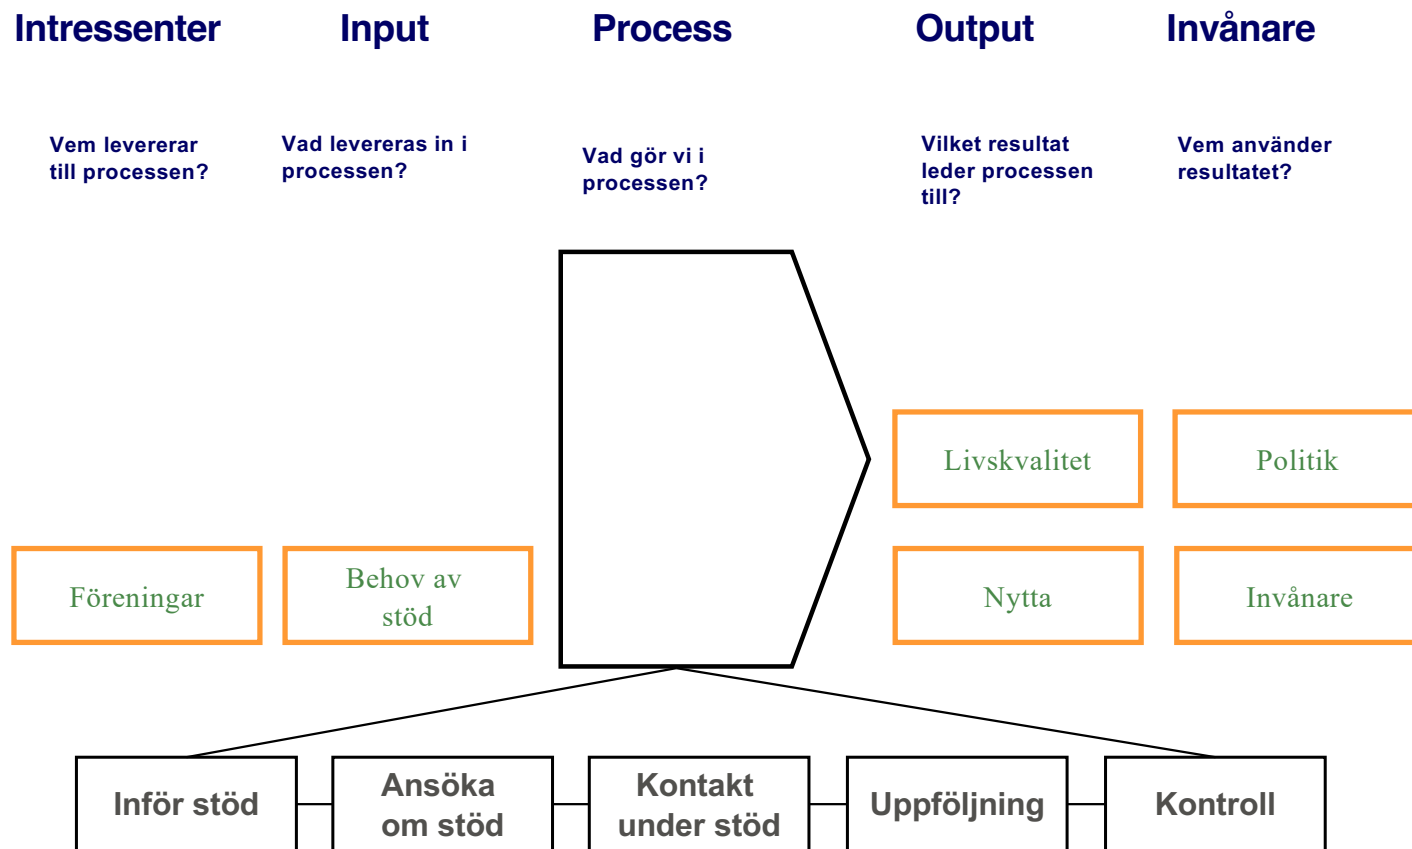 Intressenter Input Process Output Invånare
Vem levererar
till processen?
Vad levereras in i
processen?
Vad gör vi i
processen?
Vilket resultat
leder processen
till?
Vem använder
resultatet?
Livskvalitet
Politik
Föreningar
Behov av
stöd
Nytta
Invånare
Inför stöd
Ansöka
om stöd
Kontakt
under stöd
Uppföljning
Kontroll